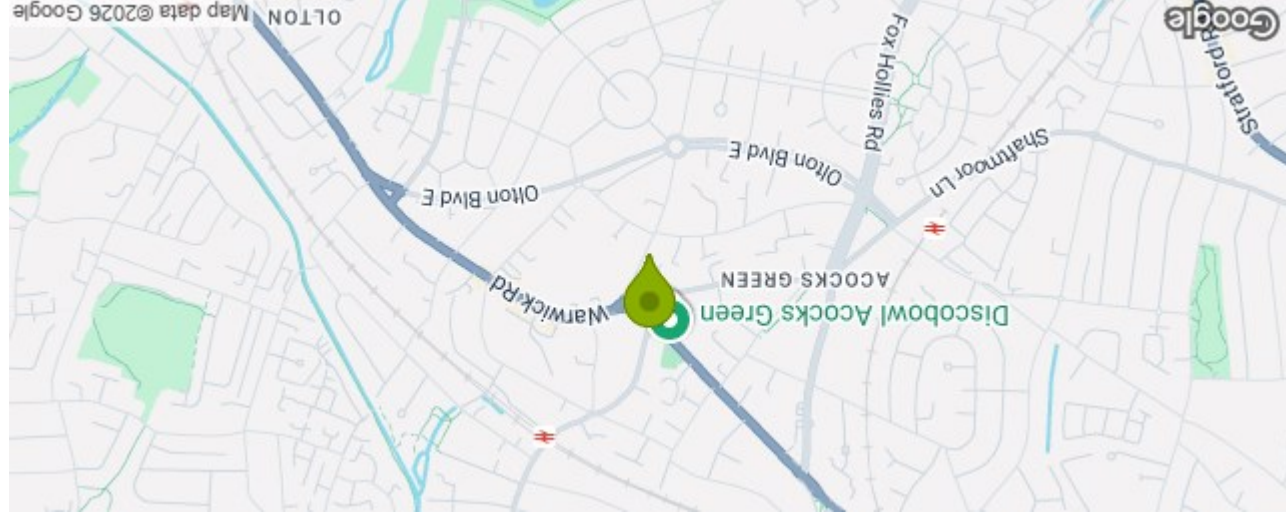 Stratford Rd
Shaftmoor Ln
Fox Hollies Rd
Discobowl Acocks Green
ACOCKS GREEN
Olton Blvd E
Warwick Rd
Olton Blvd E
OLTON
Google
Map data ©2026 Google